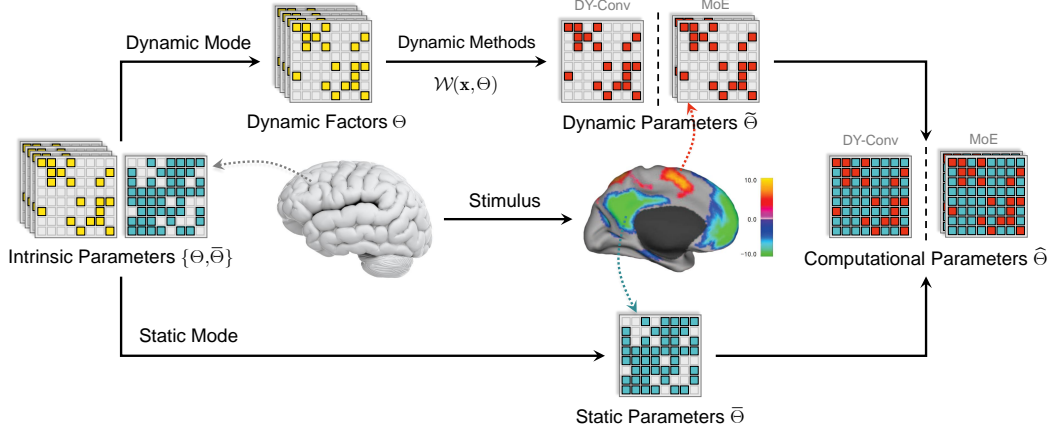 DY-Conv
MoE
Dynamic Mode
Dynamic Methods
𝒲(x, Θ)
Dynamic Factors Θ
Dynamic Parameters Θ̃
DY-Conv
MoE
10.0
Stimulus
0.0
-10.0
Intrinsic Parameters {Θ,Θ̅}
Computational Parameters Θ̂
Static Mode
Static Parameters Θ̅